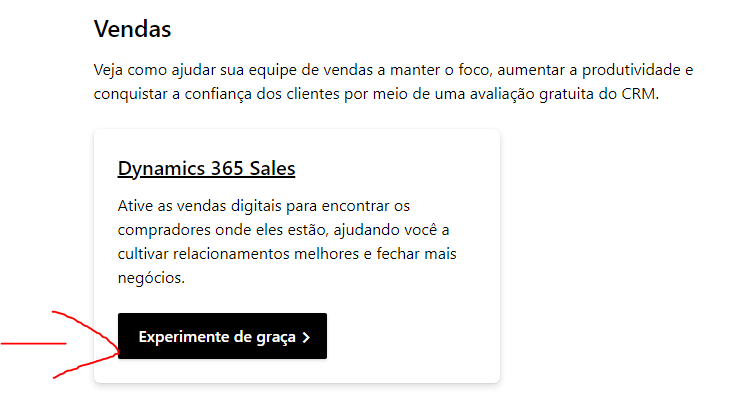 Vendas
Veja como ajudar sua equipe de vendas a manter o foco, aumentar a produtividade e
conquistar a confiança dos clientes por meio de uma avaliação gratuita do CRM.
Dynamics 365 Sales
Ative as vendas digitais para encontrar os
compradores onde eles estão, ajudando você a
cultivar relacionamentos melhores e fechar mais
negócios.
Experimente de graça